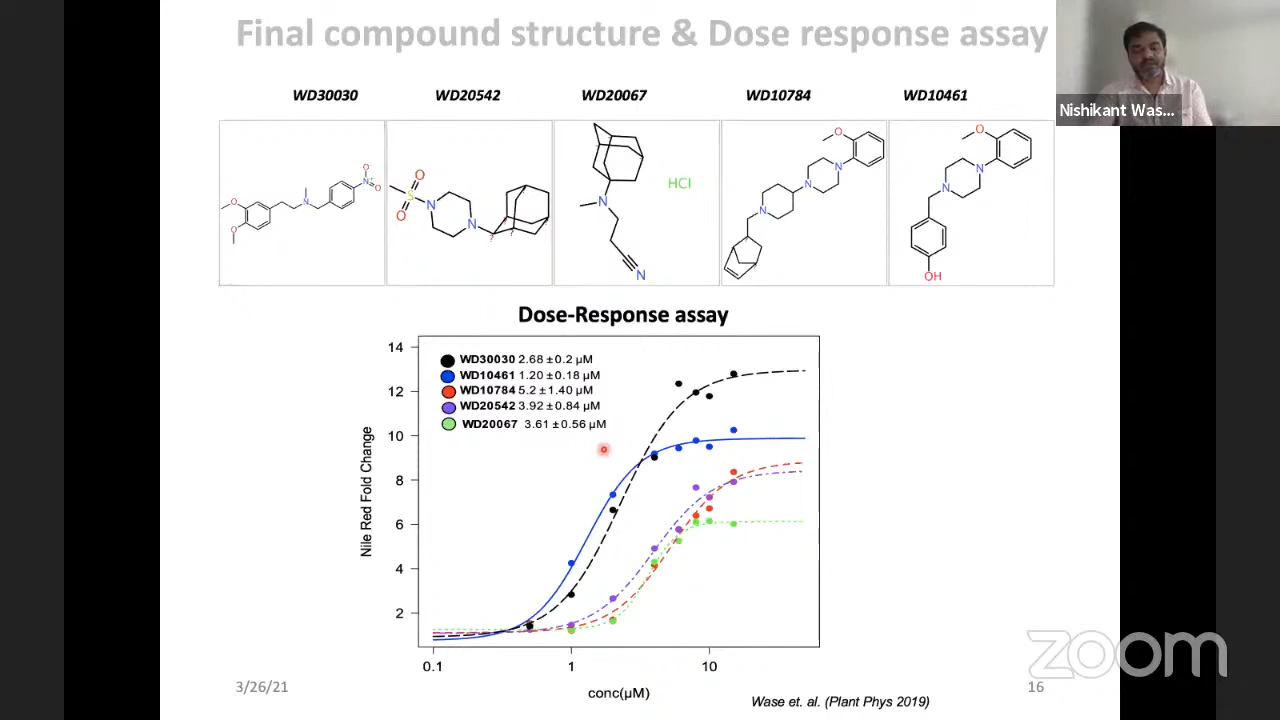 Final compound structure & Dose response assay
Nishikant Was...
WD30030 WD20542 WD20067 WD10784 WD10461
O
O
N
N
O
O
O
S
O
N
N
N
N
HCl
O
N
N
N
O
N
N
OH
Dose-Response assay
WD30030 2.68 ±0.2 µM
WD10461 1.20 ±0.18 µM
WD10784 5.2 ±1.40 µM
WD20542 3.92 ±0.84 µM
WD20067 3.61 ±0.56 µM
Nile Red Fold Change
14
12
10
8
6
4
2
0.1 1 10
conc(µM)
3/26/21
Wase et. al. (Plant Phys 2019)
16
zoom